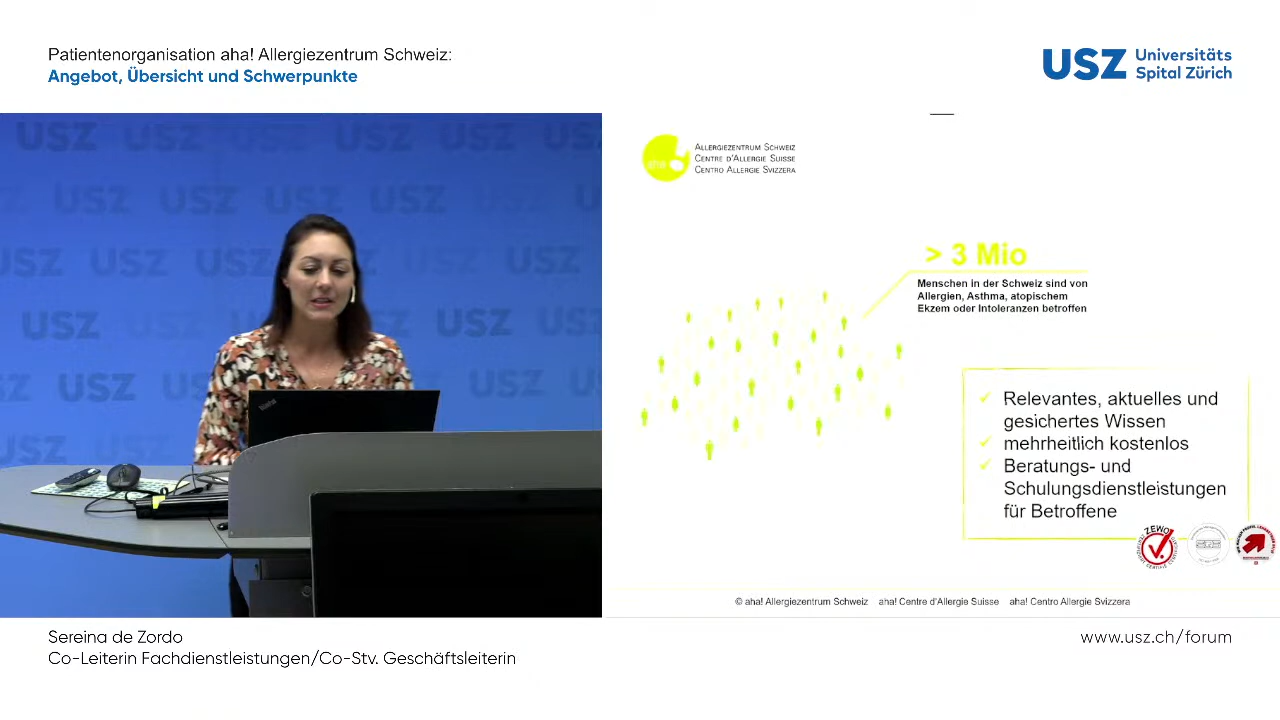 Patientenorganisation aha! Allergiezentrum Schweiz:
Angebot, Übersicht und Schwerpunkte
USZ Universitäts
Spital Zürich
aha!
ALLERGIEZENTRUM SCHWEIZ
CENTRE D'ALLERGIE SUISSE
CENTRO ALLERGIE SVIZZERA
> 3 Mio
Menschen in der Schweiz sind von
Allergien, Asthma, atopischem
Ekzem oder Intoleranzen betroffen
Relevantes, aktuelles und
gesichertes Wissen
mehrheitlich kostenlos
Beratungs- und
Schulungsdienstleistungen
für Betroffene
ZEWO
© aha! Allergiezentrum Schweiz aha! Centre d'Allergie Suisse aha! Centro Allergie Svizzera
Sereina de Zordo
Co-Leiterin Fachdienstleistungen/Co-Stv. Geschäftsleiterin
www.usz.ch/forum